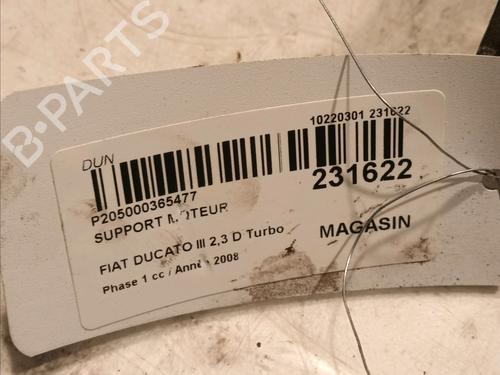 B-PARTS
DUN
10220301 231622
P205000365477
231622
SUPPORT MOTEUR
MAGASIN
FIAT DUCATO III 2,3 D Turbo
Phase 1 cc / Année 2008